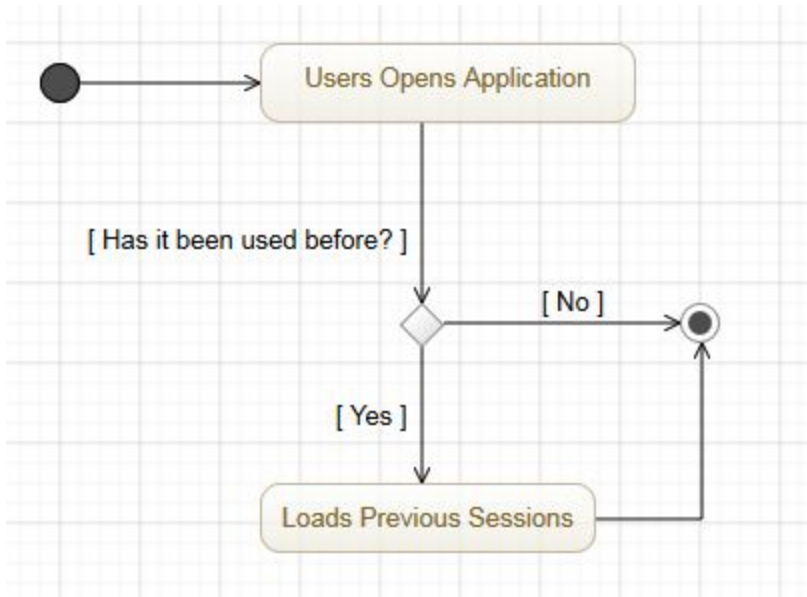 Users Opens Application
[ Has it been used before? ]
[ No ]
[ Yes ]
Loads Previous Sessions